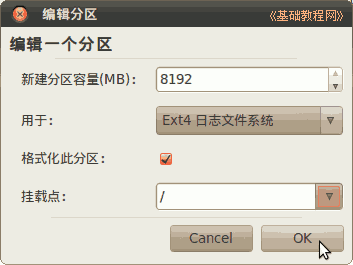 编辑分区
《基础教程网》
编辑一个分区
新建分区容量(MB):
8192
用于:
Ext4 日志文件系统
格式化此分区:
挂载点:
/
Cancel
OK